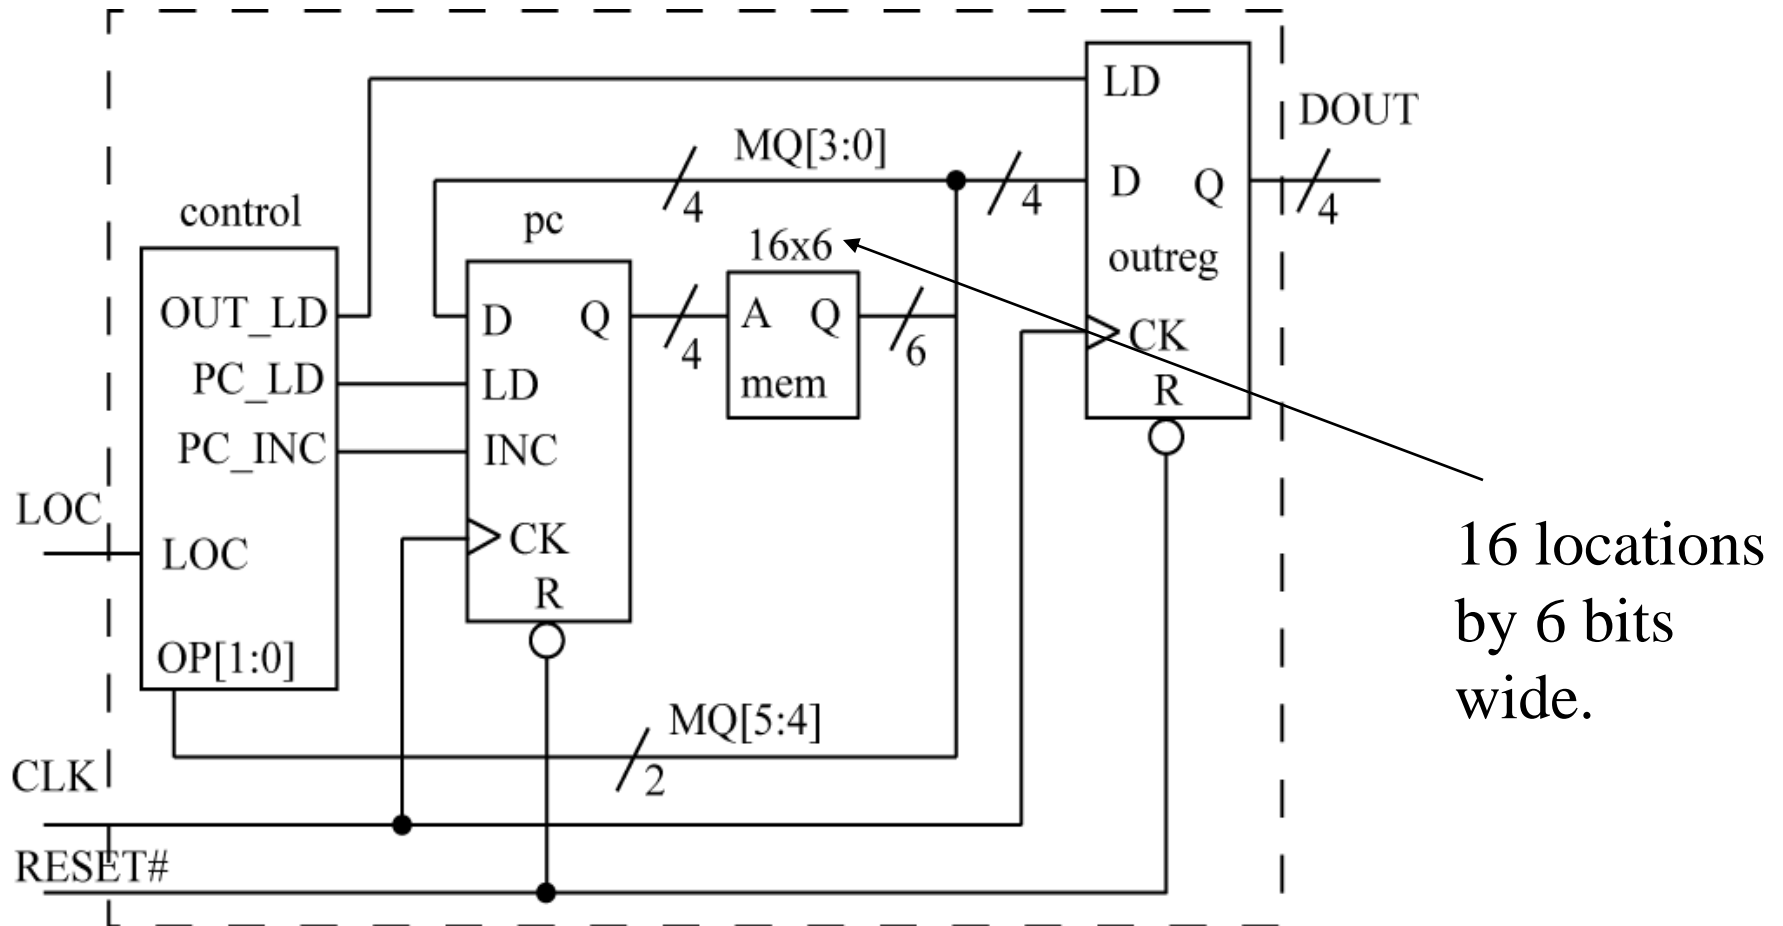 LD
DOUT
MQ[3:0]
4
4
D
Q
4
control
pc
16x6
outreg
OUT_LD
D
Q
4
A
Q
6
CK
PC_LD
LD
mem
R
PC_INC
INC
LOC
LOC
CK
R
16 locations
by 6 bits
wide.
OP[1:0]
MQ[5:4]
2
CLK
RESET#